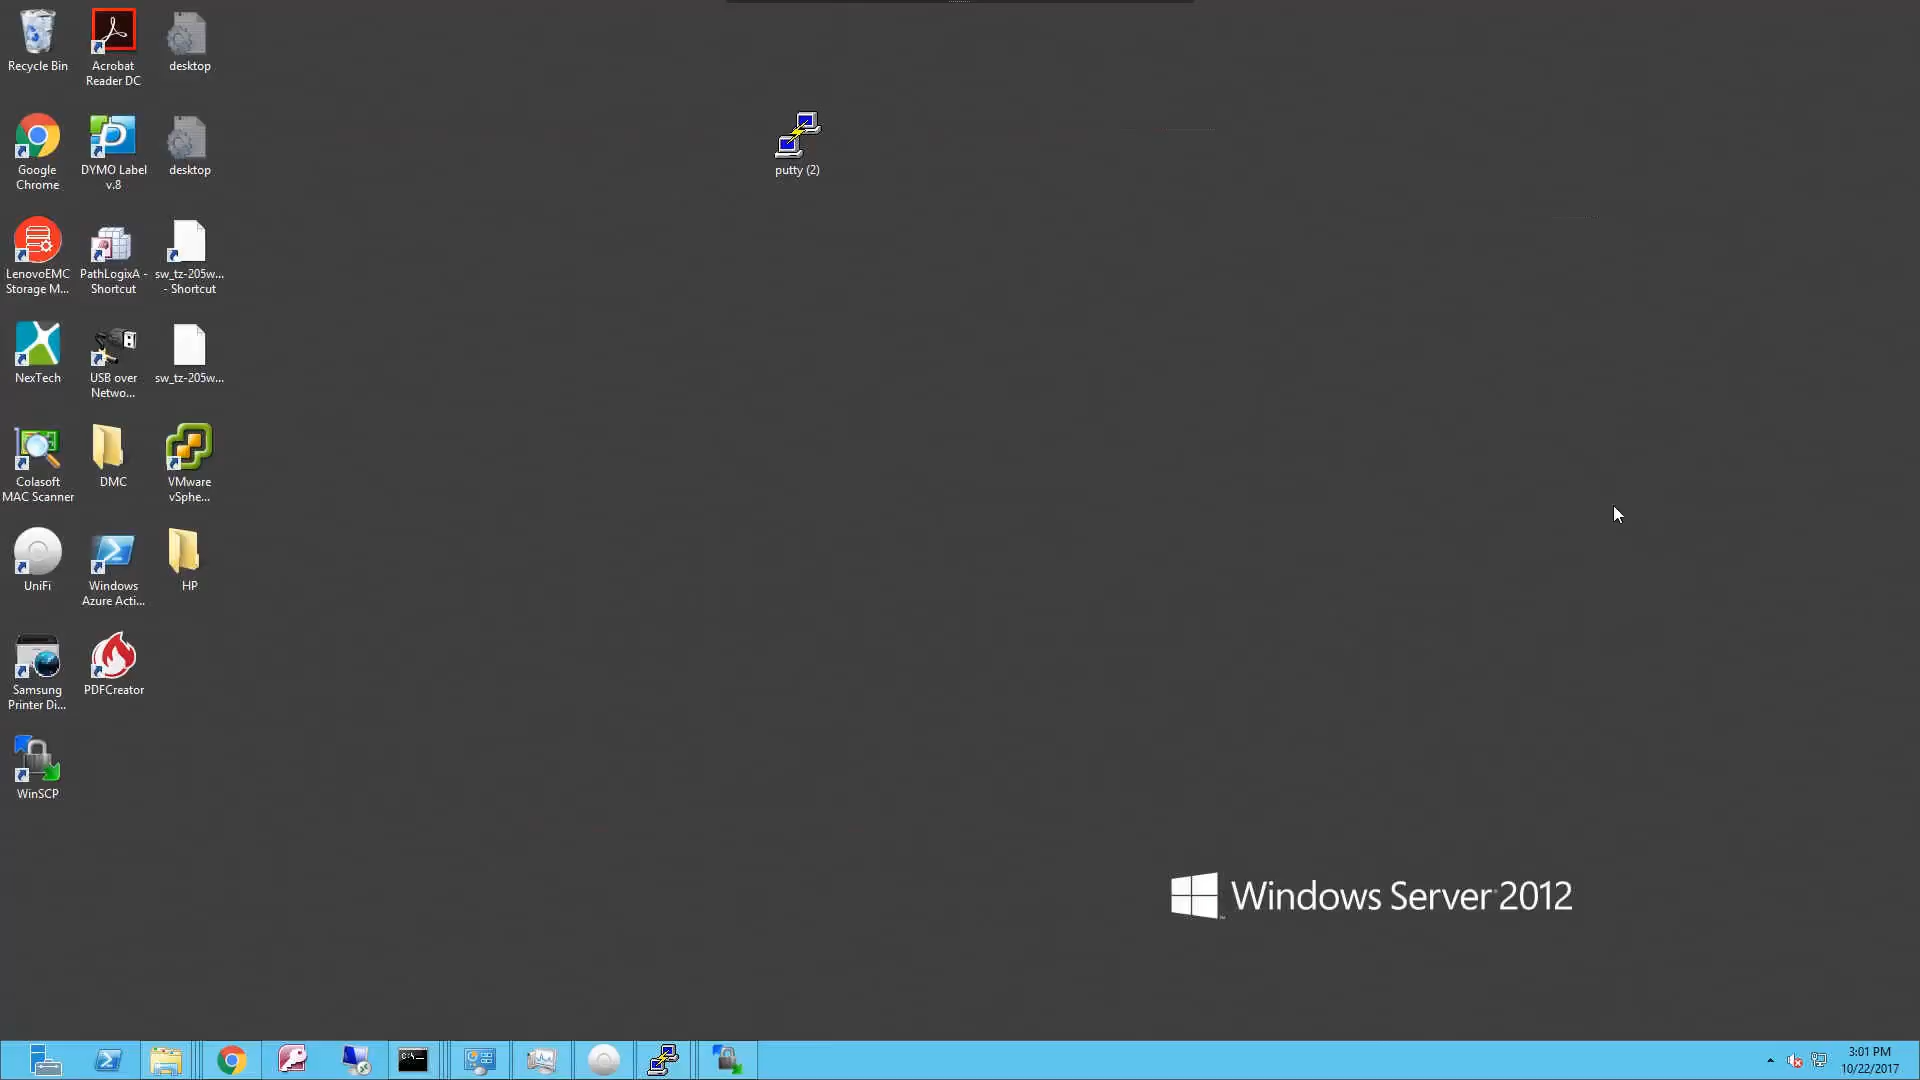 Recycle Bin
Acrobat
Reader DC
desktop
Google
Chrome
DYMO Label
v.8
desktop
putty (2)
LenovoEMC
Storage M...
PathLogixA -
Shortcut
sw_tz-205w...
- Shortcut
NexTech
USB over
Netwo...
sw_tz-205w...
Colasoft
MAC Scanner
DMC
VMware
vSphe...
UniFi
Windows
Azure Acti...
HP
Samsung
Printer Di...
PDFCreator
WinSCP
Windows Server 2012
C:\_
3:01 PM
10/22/2017